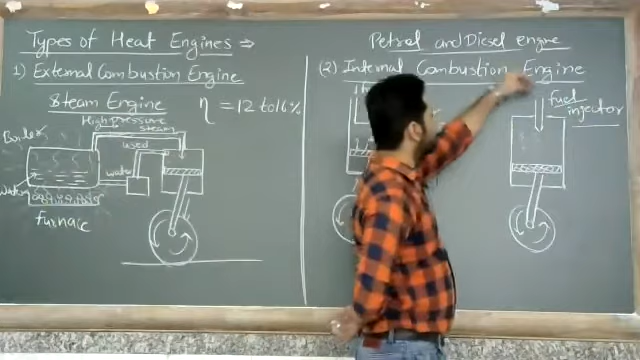 Types of Heat Engines ⇒
1) External Combustion Engine
Steam Engine
η = 12 to 16%
High pressure
steam
Boiler
used
water
water
furnaic
Petrol and Diesel engine
(2) Internal Combustion Engine
fuel
injector